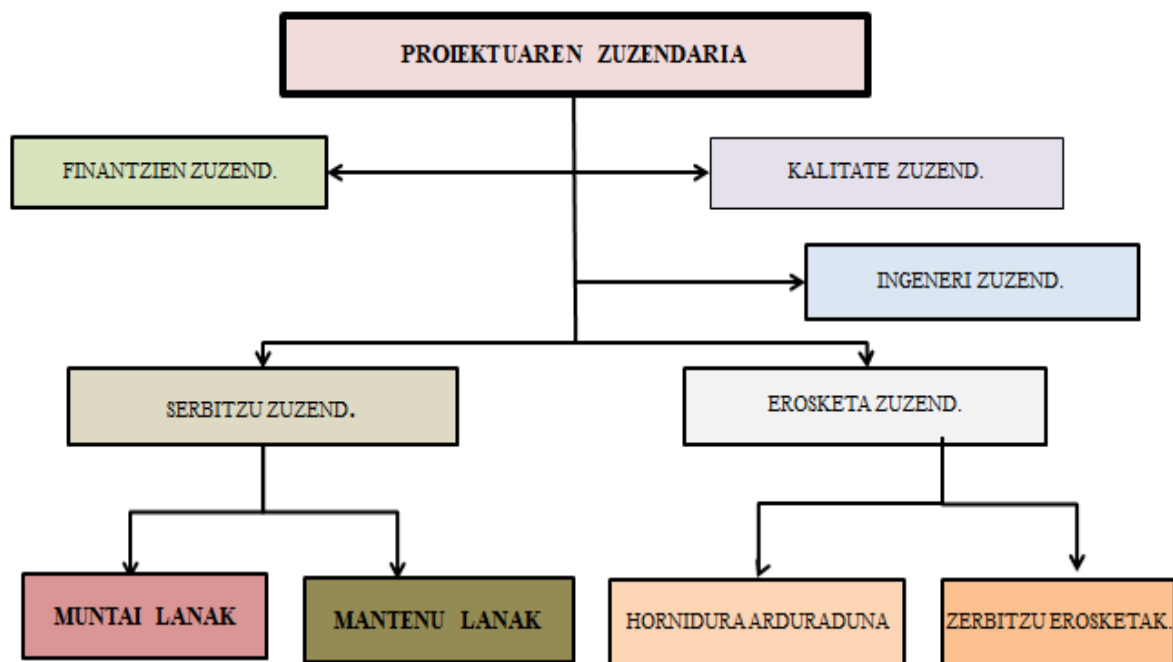 PROIEKTUAREN ZUZENDARIA
FINANTZIEN ZUZEND.
KALITATE ZUZEND.
INGENERI ZUZEND.
SERBITZU ZUZEND.
EROSKETA ZUZEND.
MUNTAI LANAK
MANTENU LANAK
HORNIDURA ARDURADUNA
ZERBITZU EROSKETAK.